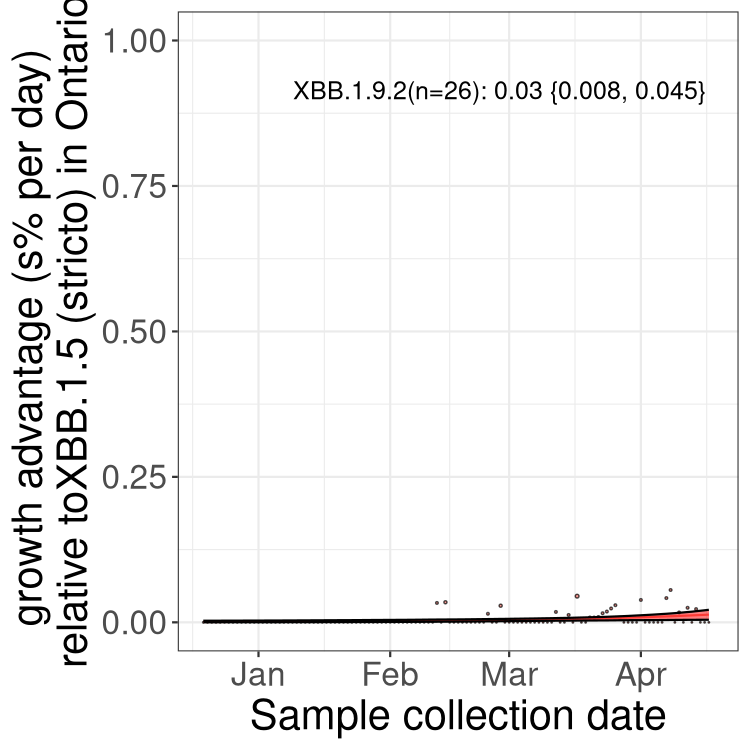 growth advantage (s% per day)
relative toXBB.1.5 (stricto) in Ontario
1.00
XBB.1.9.2(n=26): 0.03 {0.008, 0.045}
0.75
0.50
0.25
0.00
Jan Feb Mar Apr
Sample collection date